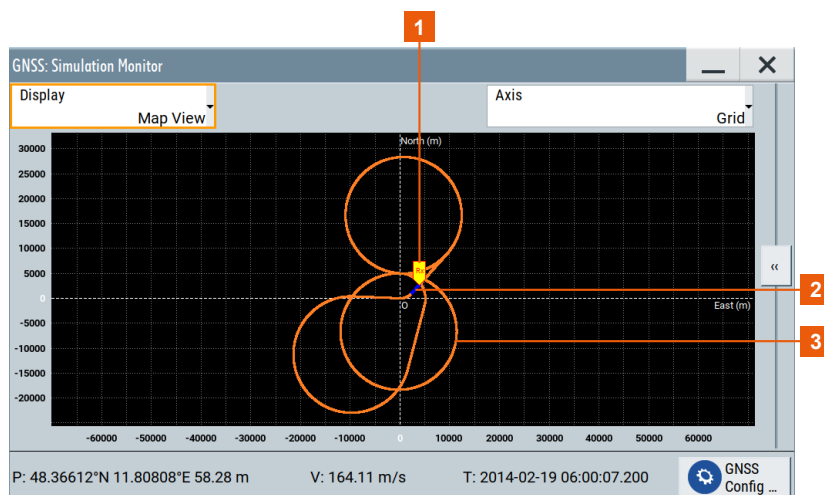 1
GNSS: Simulation Monitor
Display
Map View
Axis
Grid
North (m)
30000
25000
20000
15000
10000
5000
0
-5000
-10000
-15000
-20000
Rx
O
East (m)
«
2
3
-60000 -50000 -40000 -30000 -20000 -10000 0 10000 20000 30000 40000 50000 60000
P: 48.36612°N 11.80808°E 58.28 m V: 164.11 m/s T: 2014-02-19 06:00:07.200
GNSS
Config ...